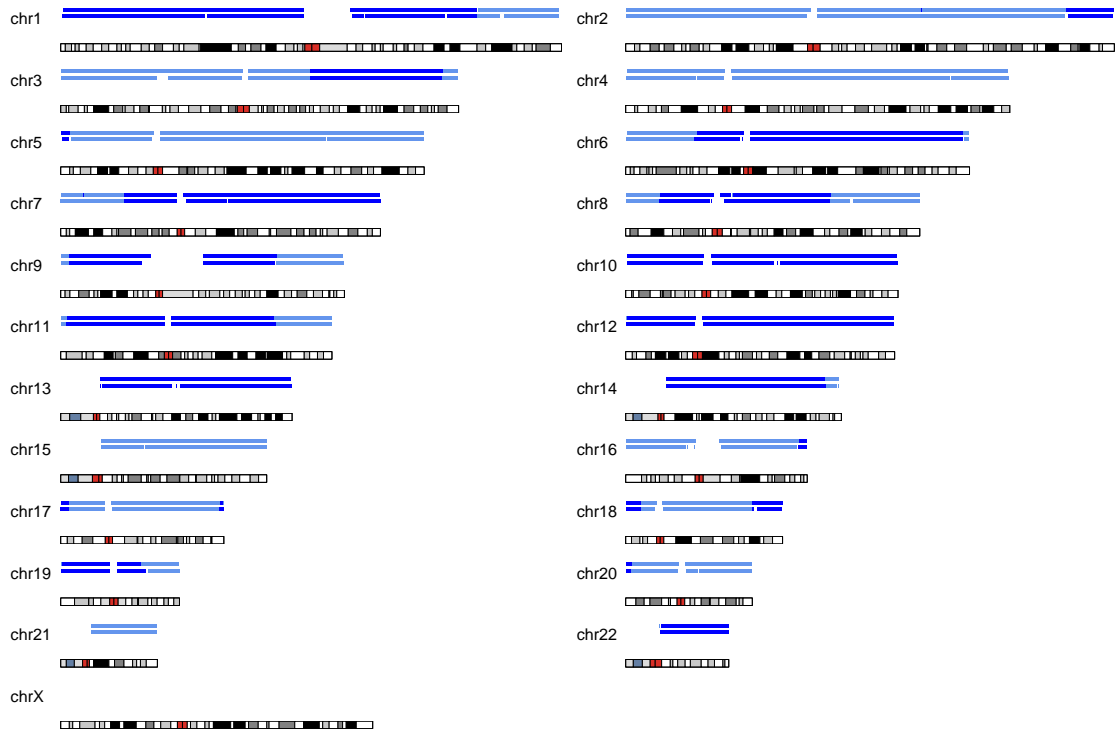 chr1 chr2
chr3 chr4
chr5 chr6
chr7 chr8
chr9 chr10
chr11 chr12
chr13 chr14
chr15 chr16
chr17 chr18
chr19 chr20
chr21 chr22
chrX